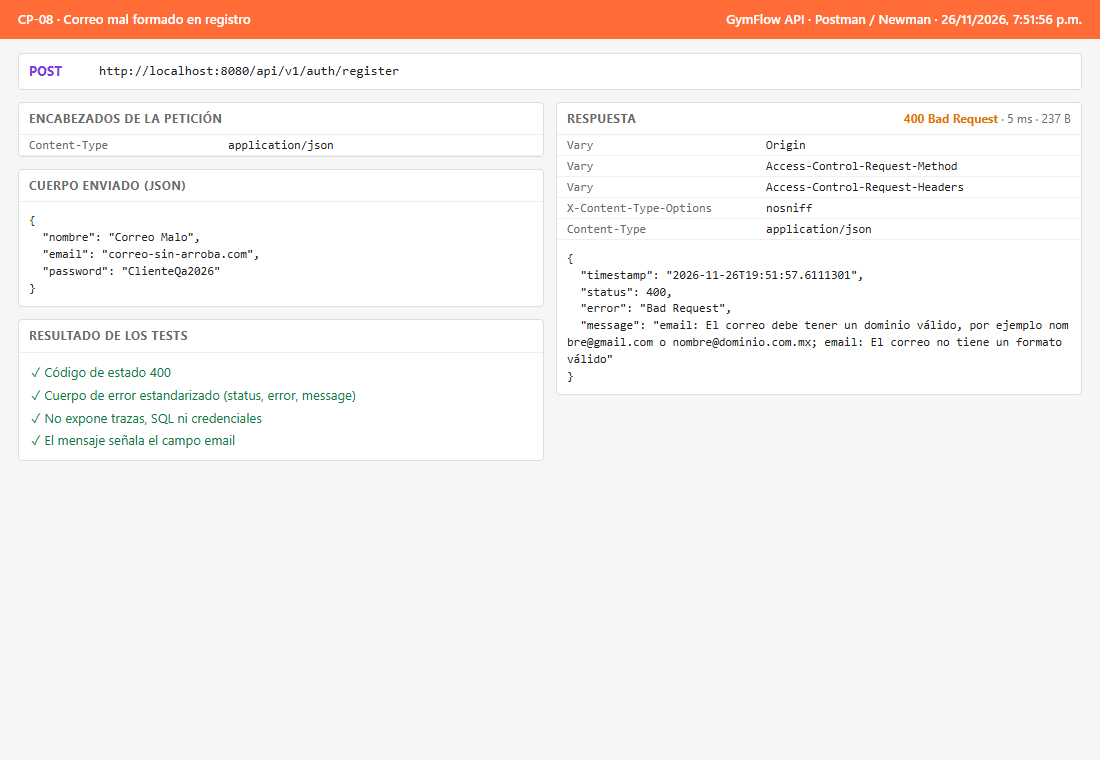 CP-08 · Correo mal formado en registro
GymFlow API · Postman / Newman · 26/11/2026, 7:51:56 p.m.
POST http://localhost:8080/api/v1/auth/register
ENCABEZADOS DE LA PETICIÓN
Content-Type application/json
CUERPO ENVIADO (JSON)
{
"nombre": "Correo Malo",
"email": "correo-sin-arroba.com",
"password": "ClienteQa2026"
}
RESULTADO DE LOS TESTS
✓ Código de estado 400
✓ Cuerpo de error estandarizado (status, error, message)
✓ No expone trazas, SQL ni credenciales
✓ El mensaje señala el campo email
RESPUESTA 400 Bad Request · 5 ms · 237 B
Vary Origin
Vary Access-Control-Request-Method
Vary Access-Control-Request-Headers
X-Content-Type-Options nosniff
Content-Type application/json
{
"timestamp": "2026-11-26T19:51:57.6111301",
"status": 400,
"error": "Bad Request",
"message": "email: El correo debe tener un dominio válido, por ejemplo nom
bre@gmail.com o nombre@dominio.com.mx; email: El correo no tiene un formato
válido"
}